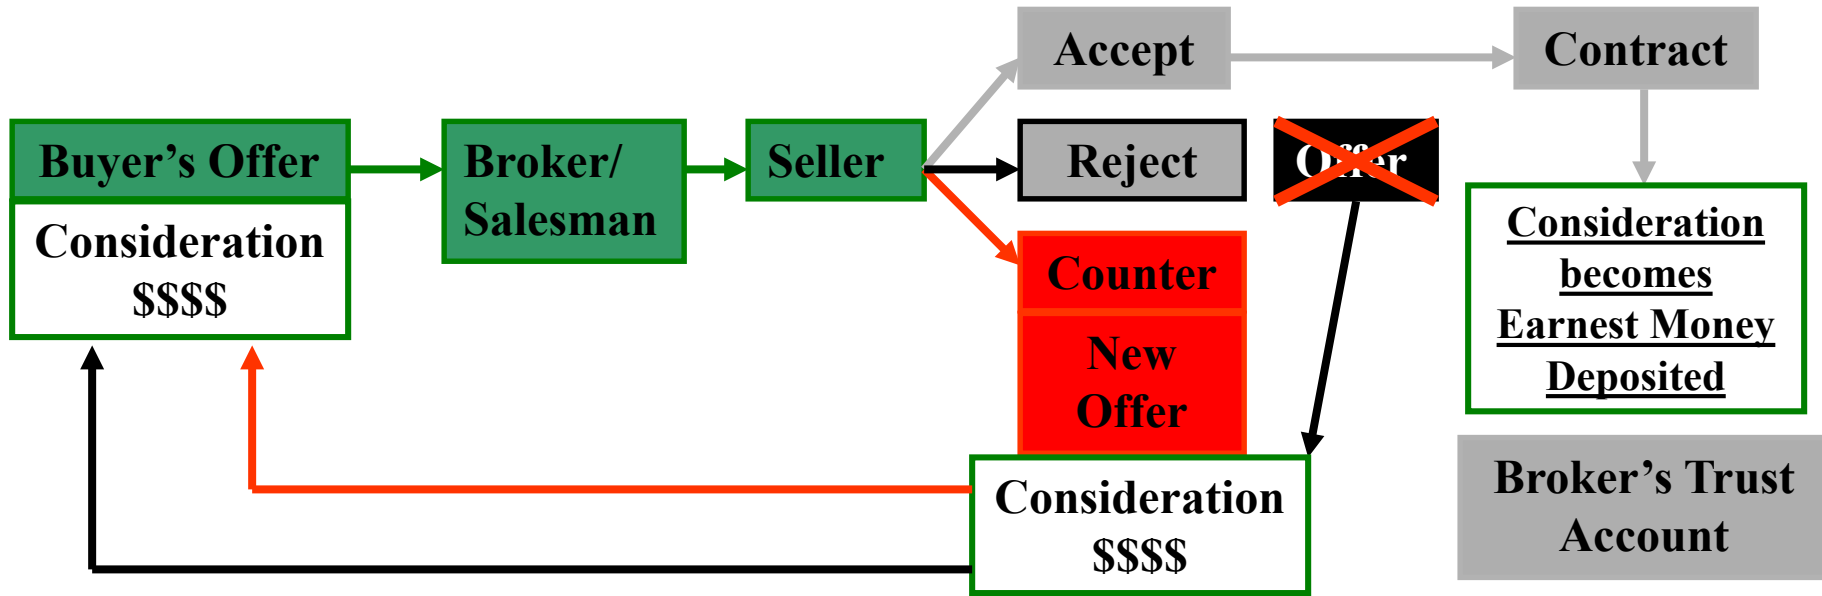 Accept
Contract
Buyer’s Offer
Broker/
Salesman
Seller
Reject
Offer
Consideration
$$$$
Counter
New
Offer
Consideration
becomes
Earnest Money
Deposited
Consideration
$$$$
Broker’s Trust
Account